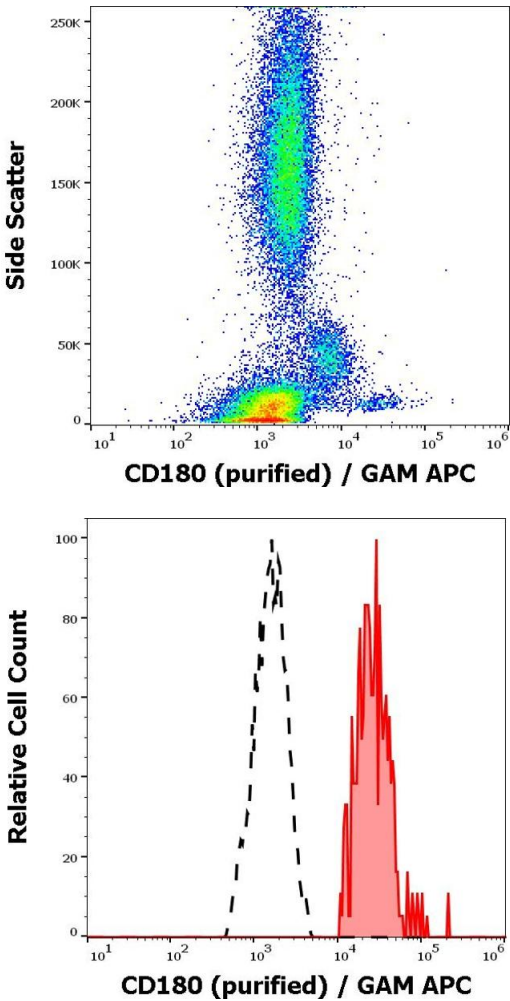 250K
200K
150K
100K
50K
0
Side Scatter
10¹ 10² 10³ 10⁴ 10⁵ 10⁶
CD180 (purified) / GAM APC
100
80
60
40
20
0
Relative Cell Count
10¹ 10² 10³ 10⁴ 10⁵ 10⁶
CD180 (purified) / GAM APC